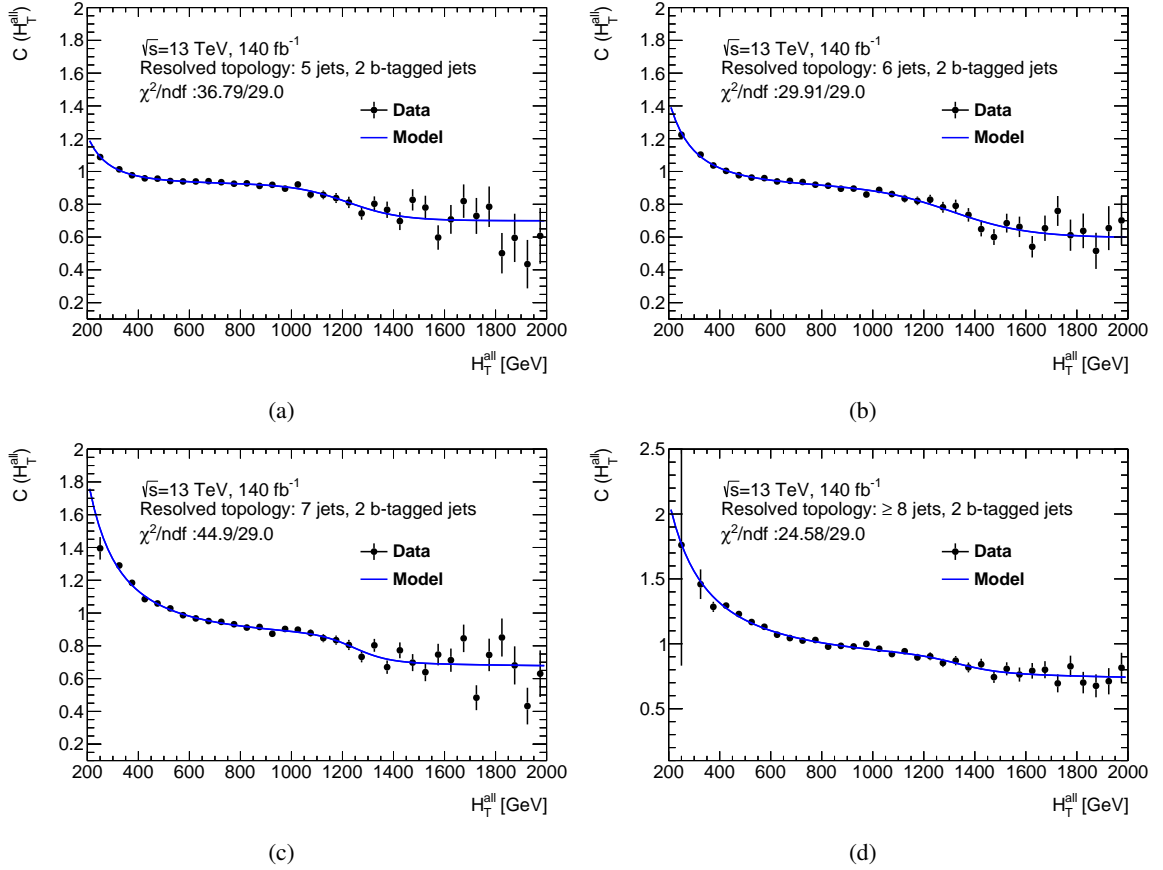 C (H_T^all)
2
1.8
1.6
1.4
1.2
1
0.8
0.6
0.4
0.2
√s=13 TeV, 140 fb⁻¹
Resolved topology: 5 jets, 2 b-tagged jets
χ²/ndf :36.79/29.0
Data
Model
200 400 600 800 1000 1200 1400 1600 1800 2000
H_T^all [GeV]
(a)
C (H_T^all)
2
1.8
1.6
1.4
1.2
1
0.8
0.6
0.4
0.2
√s=13 TeV, 140 fb⁻¹
Resolved topology: 6 jets, 2 b-tagged jets
χ²/ndf :29.91/29.0
Data
Model
200 400 600 800 1000 1200 1400 1600 1800 2000
H_T^all [GeV]
(b)
C (H_T^all)
2
1.8
1.6
1.4
1.2
1
0.8
0.6
0.4
0.2
√s=13 TeV, 140 fb⁻¹
Resolved topology: 7 jets, 2 b-tagged jets
χ²/ndf :44.9/29.0
Data
Model
200 400 600 800 1000 1200 1400 1600 1800 2000
H_T^all [GeV]
(c)
C (H_T^all)
2.5
2
1.5
1
0.5
√s=13 TeV, 140 fb⁻¹
Resolved topology: ≥ 8 jets, 2 b-tagged jets
χ²/ndf :24.58/29.0
Data
Model
200 400 600 800 1000 1200 1400 1600 1800 2000
H_T^all [GeV]
(d)